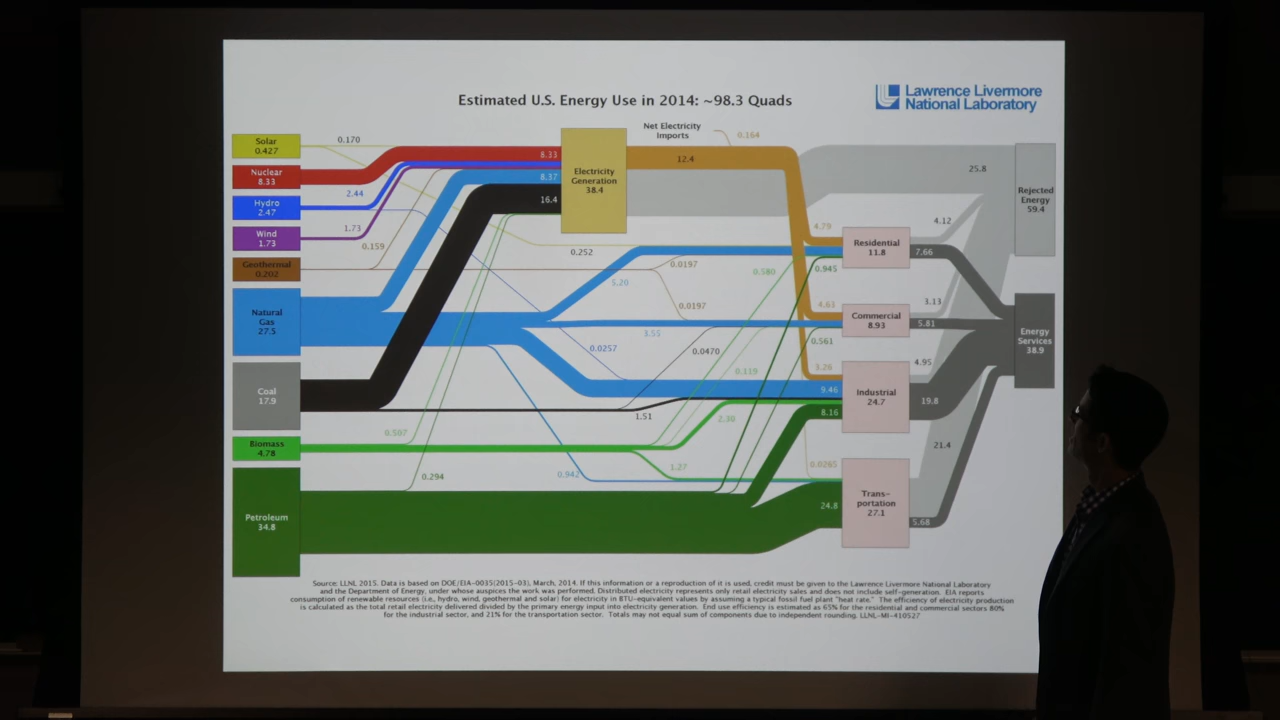 Lawrence Livermore
National Laboratory
Estimated U.S. Energy Use in 2014: ~98.3 Quads
Net Electricity
Imports
0.164
Solar
0.427
0.170
Nuclear
8.33
8.33
Electricity
Generation
38.4
12.4
25.8
Rejected
Energy
59.4
8.37
Hydro
2.47
2.44
16.4
Wind
1.73
1.73
0.159
4.79
4.12
Residential
11.8
7.66
Geothermal
0.202
0.252
0.0197
0.580
0.945
5.20
Natural
Gas
27.5
0.0197
4.63
3.13
Commercial
8.93
5.81
3.55
Energy
Services
38.9
0.0257
0.0470
0.561
Coal
17.9
0.119
3.26
4.95
9.46
Industrial
24.7
19.8
1.51
2.30
8.16
Biomass
4.78
0.507
21.4
1.27
0.0265
0.294
0.942
Petroleum
34.8
24.8
Trans-
portation
27.1
5.68
Source: LLNL 2015. Data is based on DOE/EIA-0035(2015-03), March, 2014. If this information or a reproduction of it is used, credit must be given to the Lawrence Livermore National Laboratory
and the Department of Energy, under whose auspices the work was performed. Distributed electricity represents only retail electricity sales and does not include self-generation. EIA reports
consumption of renewable resources (i.e., hydro, wind, geothermal and solar) for electricity in BTU-equivalent values by assuming a typical fossil fuel plant "heat rate." The efficiency of electricity production
is calculated as the total retail electricity delivered divided by the primary energy input into electricity generation. End use efficiency is estimated as 65% for the residential and commercial sectors 80%
for the industrial sector, and 21% for the transportation sector. Totals may not equal sum of components due to independent rounding. LLNL-MI-410527